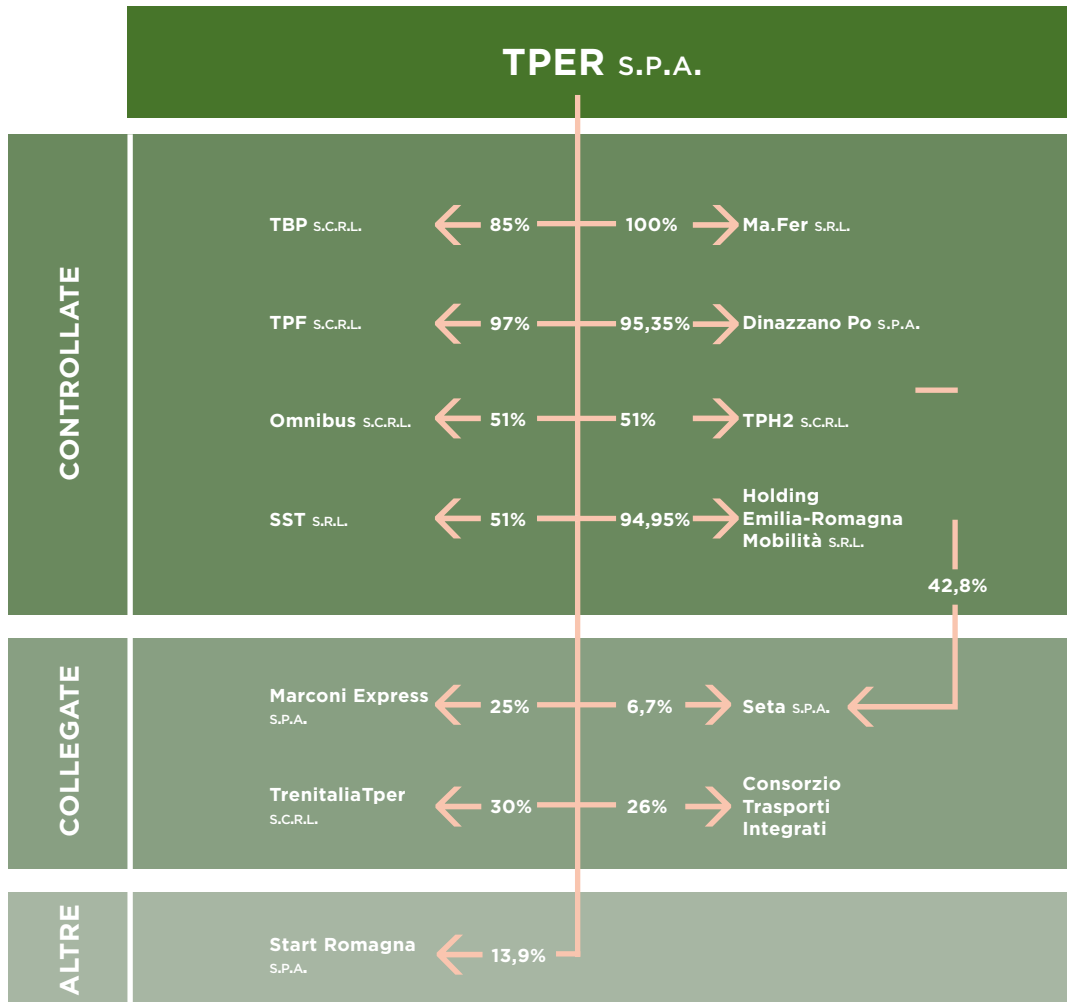 TPER S.P.A.
CONTROLLATE
TBP S.C.R.L.
85%
100%
Ma.Fer S.R.L.
TPF S.C.R.L.
97%
95,35%
Dinazzano Po S.P.A.
Omnibus S.C.R.L.
51%
51%
TPH2 S.C.R.L.
SST S.R.L.
51%
94,95%
Holding
Emilia-Romagna
Mobilità S.R.L.
42,8%
COLLEGATE
Marconi Express
S.P.A.
25%
6,7%
Seta S.P.A.
TrenitaliaTper
S.C.R.L.
30%
26%
Consorzio
Trasporti
Integrati
ALTRE
Start Romagna
S.P.A.
13,9%